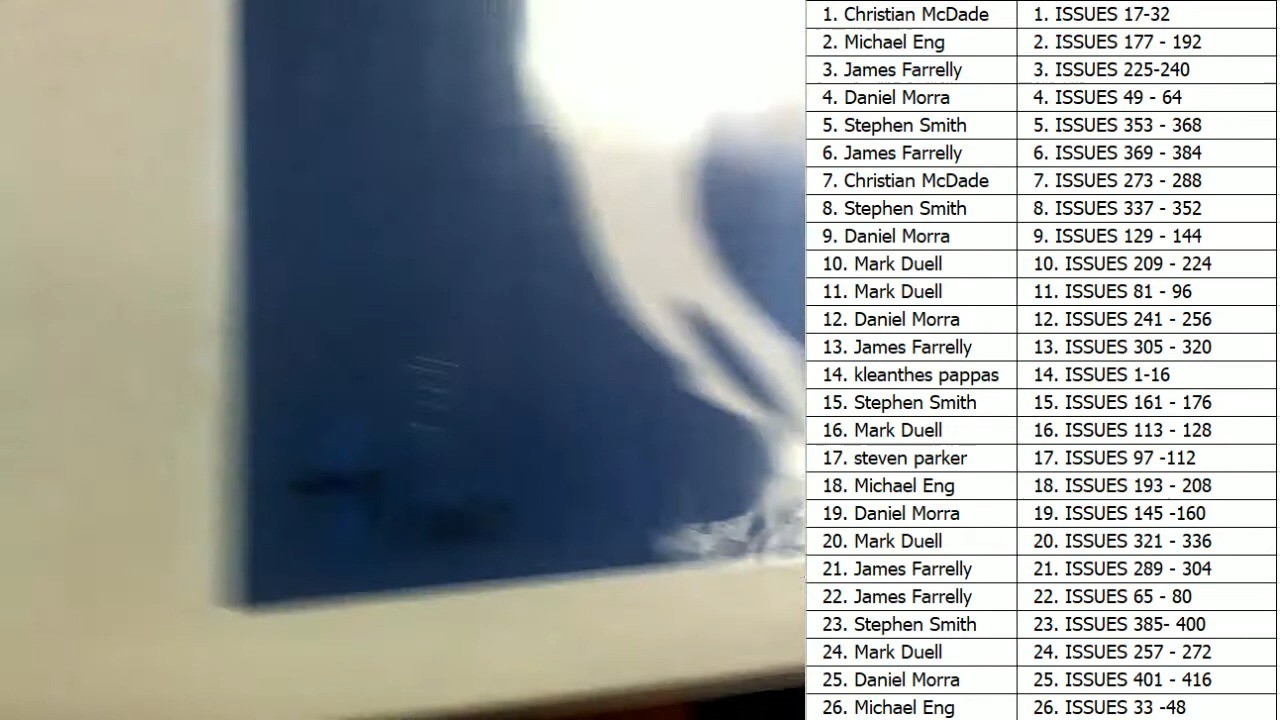 1. Christian McDade 1. ISSUES 17-32
2. Michael Eng 2. ISSUES 177 - 192
3. James Farrelly 3. ISSUES 225-240
4. Daniel Morra 4. ISSUES 49 - 64
5. Stephen Smith 5. ISSUES 353 - 368
6. James Farrelly 6. ISSUES 369 - 384
7. Christian McDade 7. ISSUES 273 - 288
8. Stephen Smith 8. ISSUES 337 - 352
9. Daniel Morra 9. ISSUES 129 - 144
10. Mark Duell 10. ISSUES 209 - 224
11. Mark Duell 11. ISSUES 81 - 96
12. Daniel Morra 12. ISSUES 241 - 256
13. James Farrelly 13. ISSUES 305 - 320
14. kleanthes pappas 14. ISSUES 1-16
15. Stephen Smith 15. ISSUES 161 - 176
16. Mark Duell 16. ISSUES 113 - 128
17. steven parker 17. ISSUES 97 -112
18. Michael Eng 18. ISSUES 193 - 208
19. Daniel Morra 19. ISSUES 145 -160
20. Mark Duell 20. ISSUES 321 - 336
21. James Farrelly 21. ISSUES 289 - 304
22. James Farrelly 22. ISSUES 65 - 80
23. Stephen Smith 23. ISSUES 385- 400
24. Mark Duell 24. ISSUES 257 - 272
25. Daniel Morra 25. ISSUES 401 - 416
26. Michael Eng 26. ISSUES 33 -48